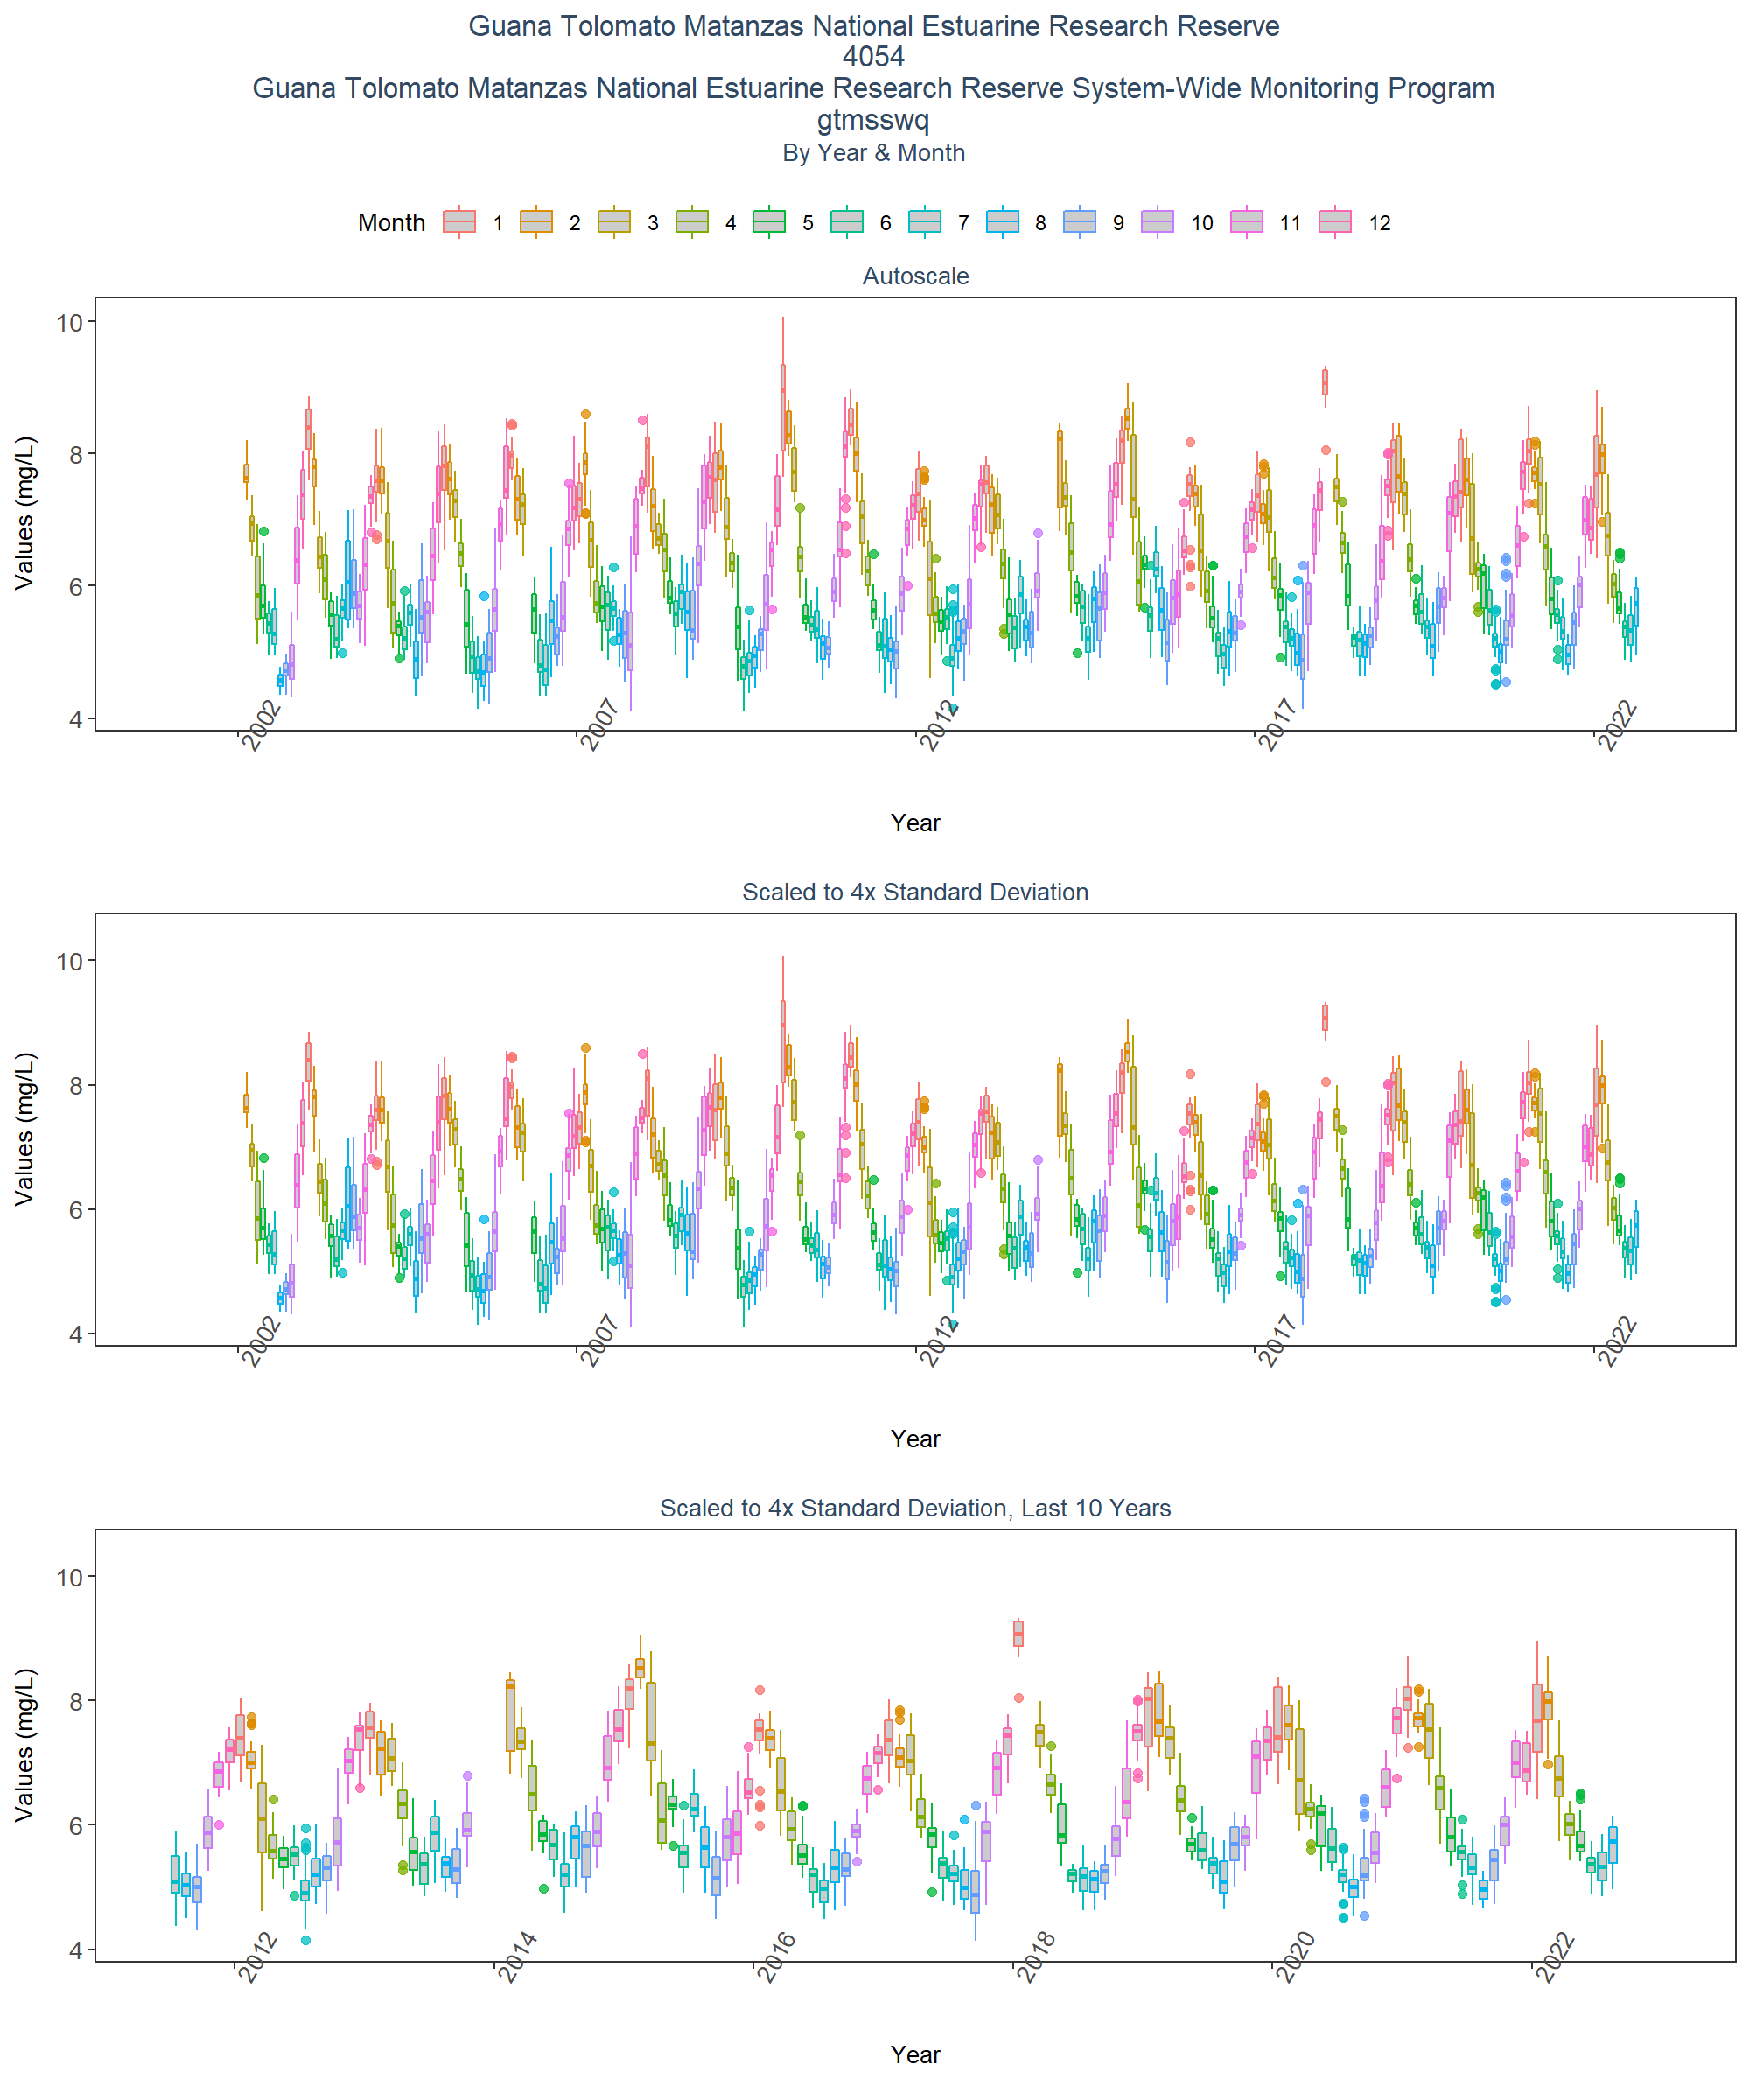 Guana Tolomato Matanzas National Estuarine Research Reserve
4054
Guana Tolomato Matanzas National Estuarine Research Reserve System-Wide Monitoring Program
gtmsswq
By Year & Month
Month 1 2 3 4 5 6 7 8 9 10 11 12
Autoscale
Values (mg/L)
10
8
6
4
2002 2007 2012 2017 2022
Year
Scaled to 4x Standard Deviation
Values (mg/L)
10
8
6
4
2002 2007 2012 2017 2022
Year
Scaled to 4x Standard Deviation, Last 10 Years
Values (mg/L)
10
8
6
4
2012 2014 2016 2018 2020 2022
Year